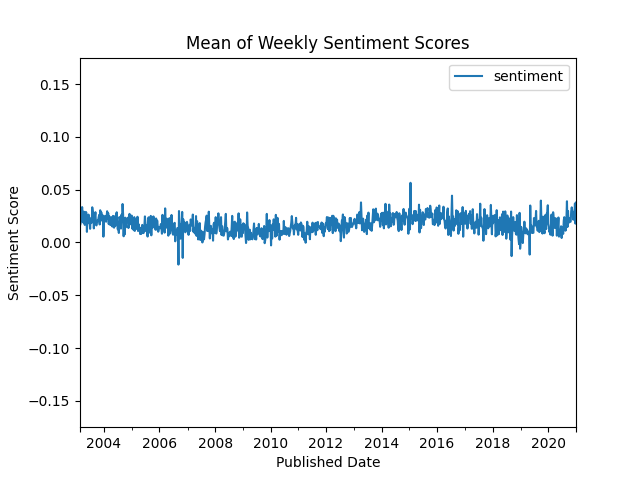 Mean of Weekly Sentiment Scores
sentiment
Sentiment Score
0.15
0.10
0.05
0.00
−0.05
−0.10
−0.15
2004 2006 2008 2010 2012 2014 2016 2018 2020
Published Date